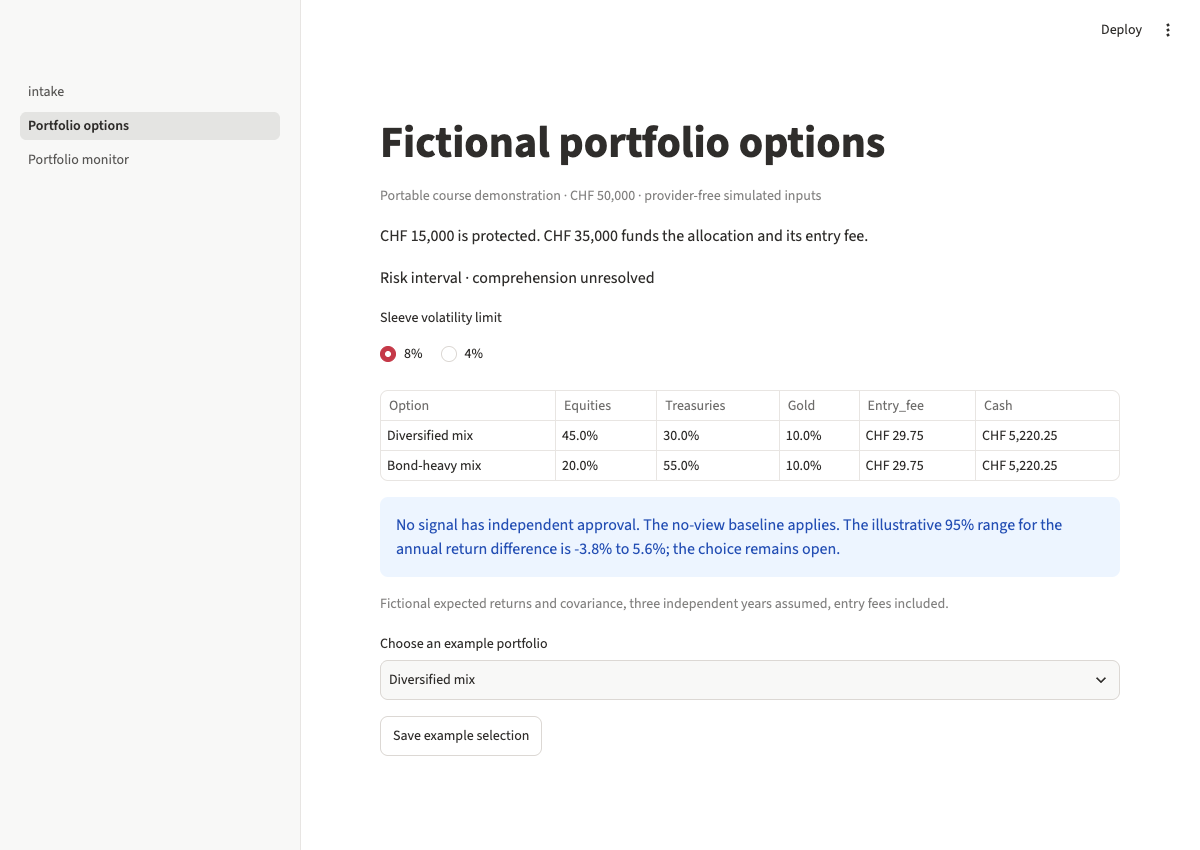 Deploy
intake
Portfolio options
Portfolio monitor
Fictional portfolio options
Portable course demonstration · CHF 50,000 · provider-free simulated inputs
CHF 15,000 is protected. CHF 35,000 funds the allocation and its entry fee.
Risk interval · comprehension unresolved
Sleeve volatility limit
8% 4%
Option Equities Treasuries Gold Entry_fee Cash
Diversified mix 45.0% 30.0% 10.0% CHF 29.75 CHF 5,220.25
Bond-heavy mix 20.0% 55.0% 10.0% CHF 29.75 CHF 5,220.25
No signal has independent approval. The no-view baseline applies. The illustrative 95% range for the
annual return difference is -3.8% to 5.6%; the choice remains open.
Fictional expected returns and covariance, three independent years assumed, entry fees included.
Choose an example portfolio
Diversified mix
Save example selection